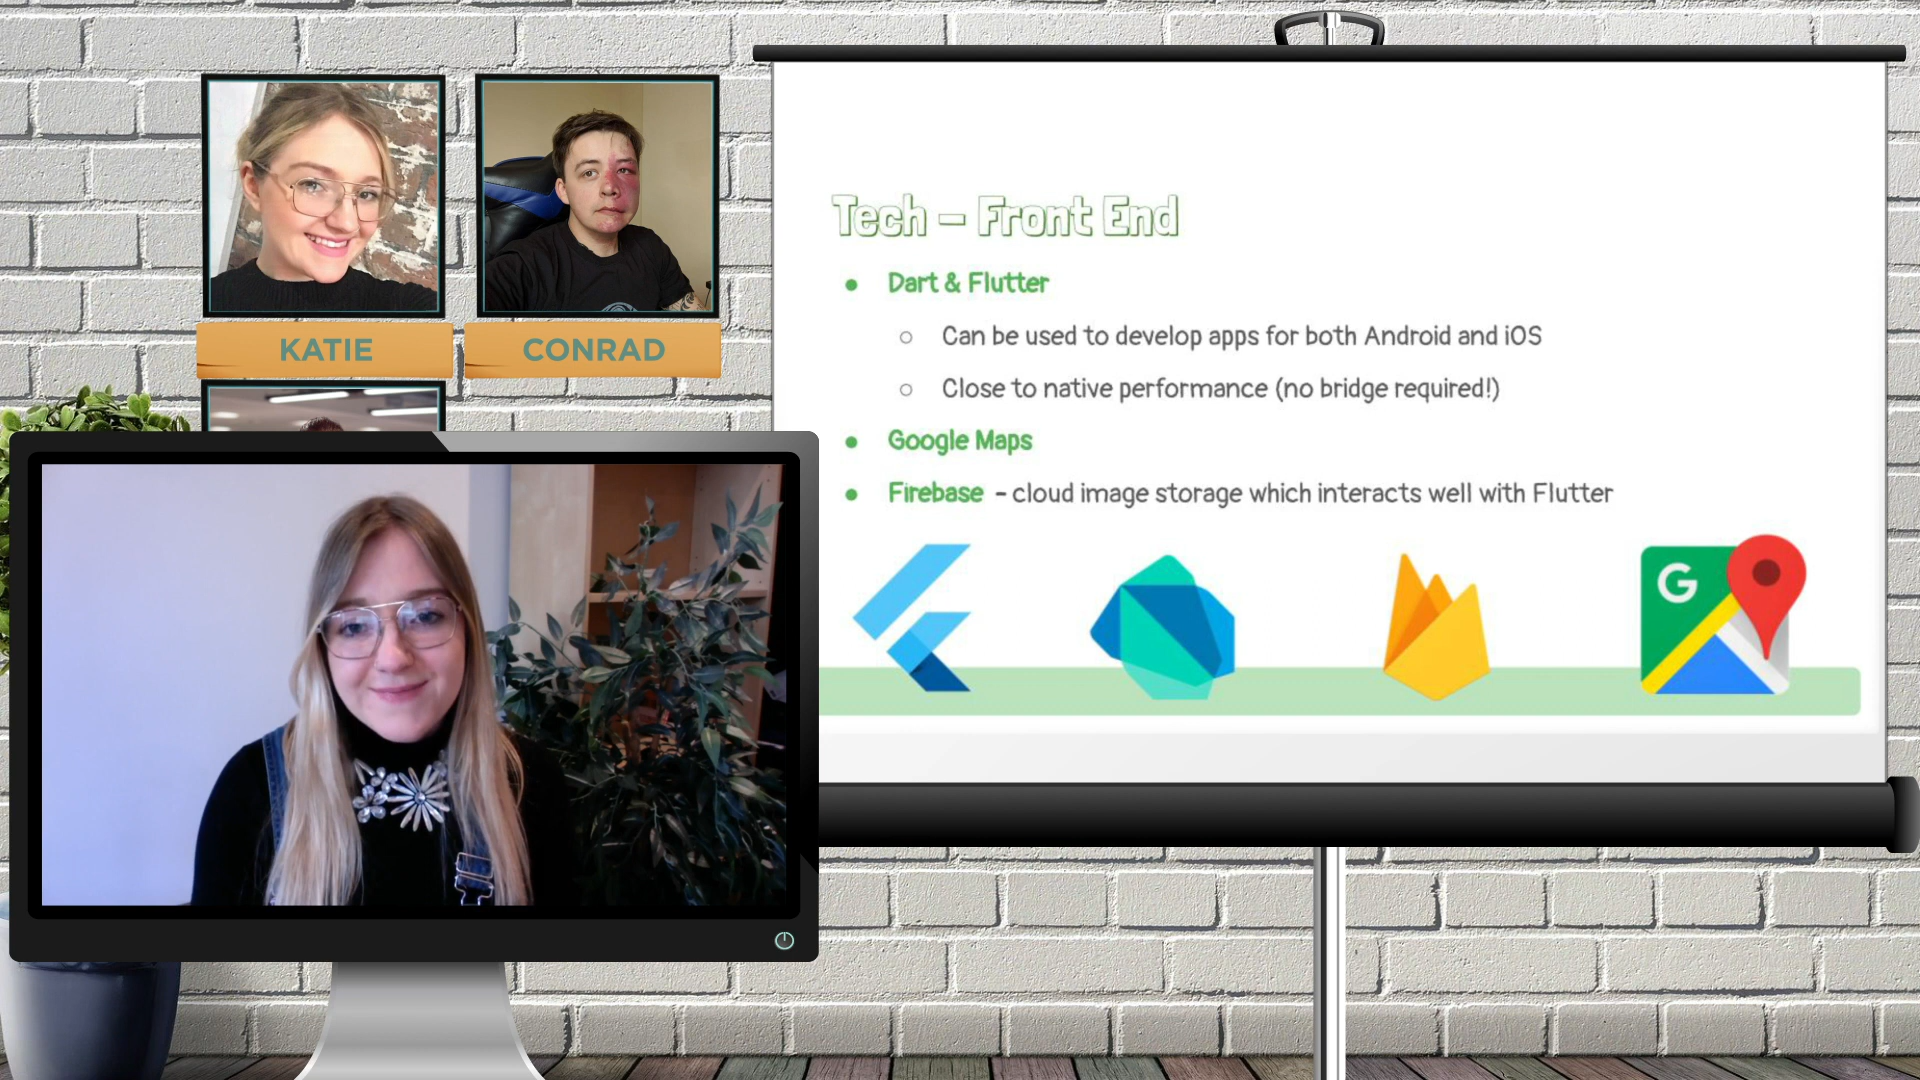 KATIE
CONRAD
Tech - Front End
Dart & Flutter
Can be used to develop apps for both Android and iOS
Close to native performance (no bridge required!)
Google Maps
Firebase - cloud image storage which interacts well with Flutter
G